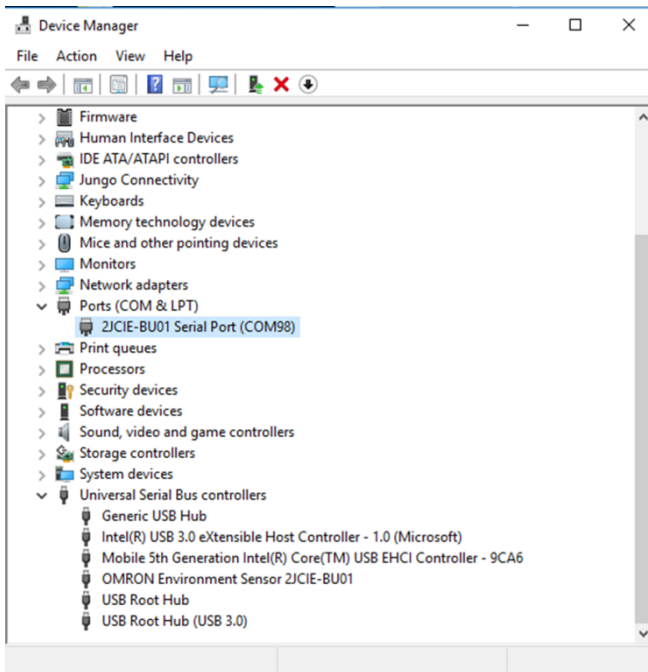 Device Manager
File Action View Help
Firmware
Human Interface Devices
IDE ATA/ATAPI controllers
Jungo Connectivity
Keyboards
Memory technology devices
Mice and other pointing devices
Monitors
Network adapters
Ports (COM & LPT)
2JCIE-BU01 Serial Port (COM98)
Print queues
Processors
Security devices
Software devices
Sound, video and game controllers
Storage controllers
System devices
Universal Serial Bus controllers
Generic USB Hub
Intel(R) USB 3.0 eXtensible Host Controller - 1.0 (Microsoft)
Mobile 5th Generation Intel(R) Core(TM) USB EHCI Controller - 9CA6
OMRON Environment Sensor 2JCIE-BU01
USB Root Hub
USB Root Hub (USB 3.0)